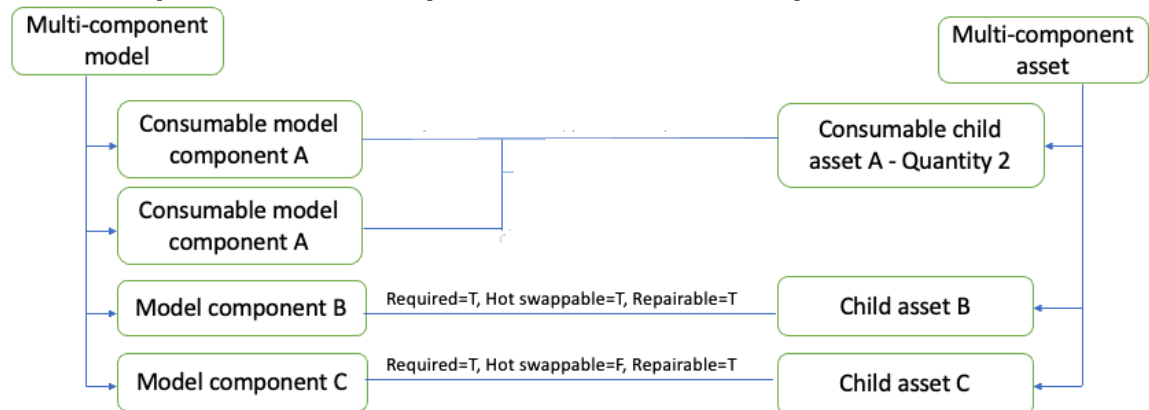 Multi-component
model
Multi-component
asset
Consumable model
component A
Consumable child
asset A - Quantity 2
Consumable model
component A
Model component B
Required=T, Hot swappable=T, Repairable=T
Child asset B
Model component C
Required=T, Hot swappable=F, Repairable=T
Child asset C